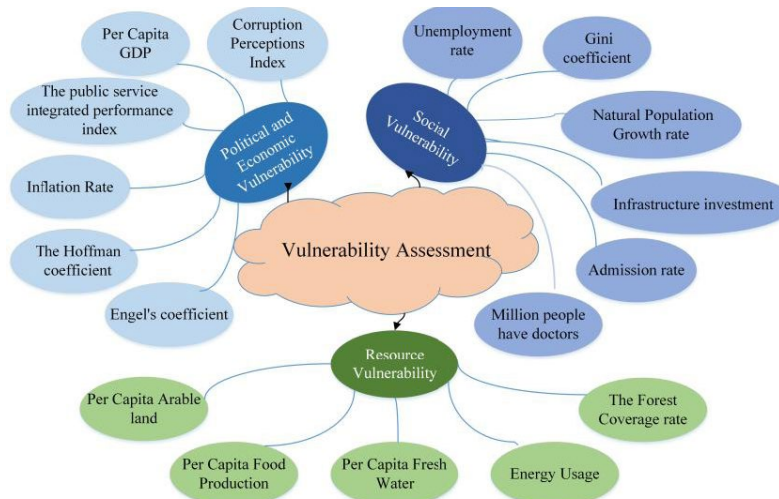 Per Capita
GDP
Corruption
Perceptions
Index
The public service
integrated performance
index
Inflation Rate
The Hoffman
coefficient
Engel's coefficient
Political and
Economic
Vulnerability
Unemployment
rate
Gini
coefficient
Natural Population
Growth rate
Infrastructure investment
Admission rate
Million people
have doctors
Social
Vulnerability
Vulnerability Assessment
Resource
Vulnerability
Per Capita Arable
land
Per Capita Food
Production
Per Capita Fresh
Water
Energy Usage
The Forest
Coverage rate